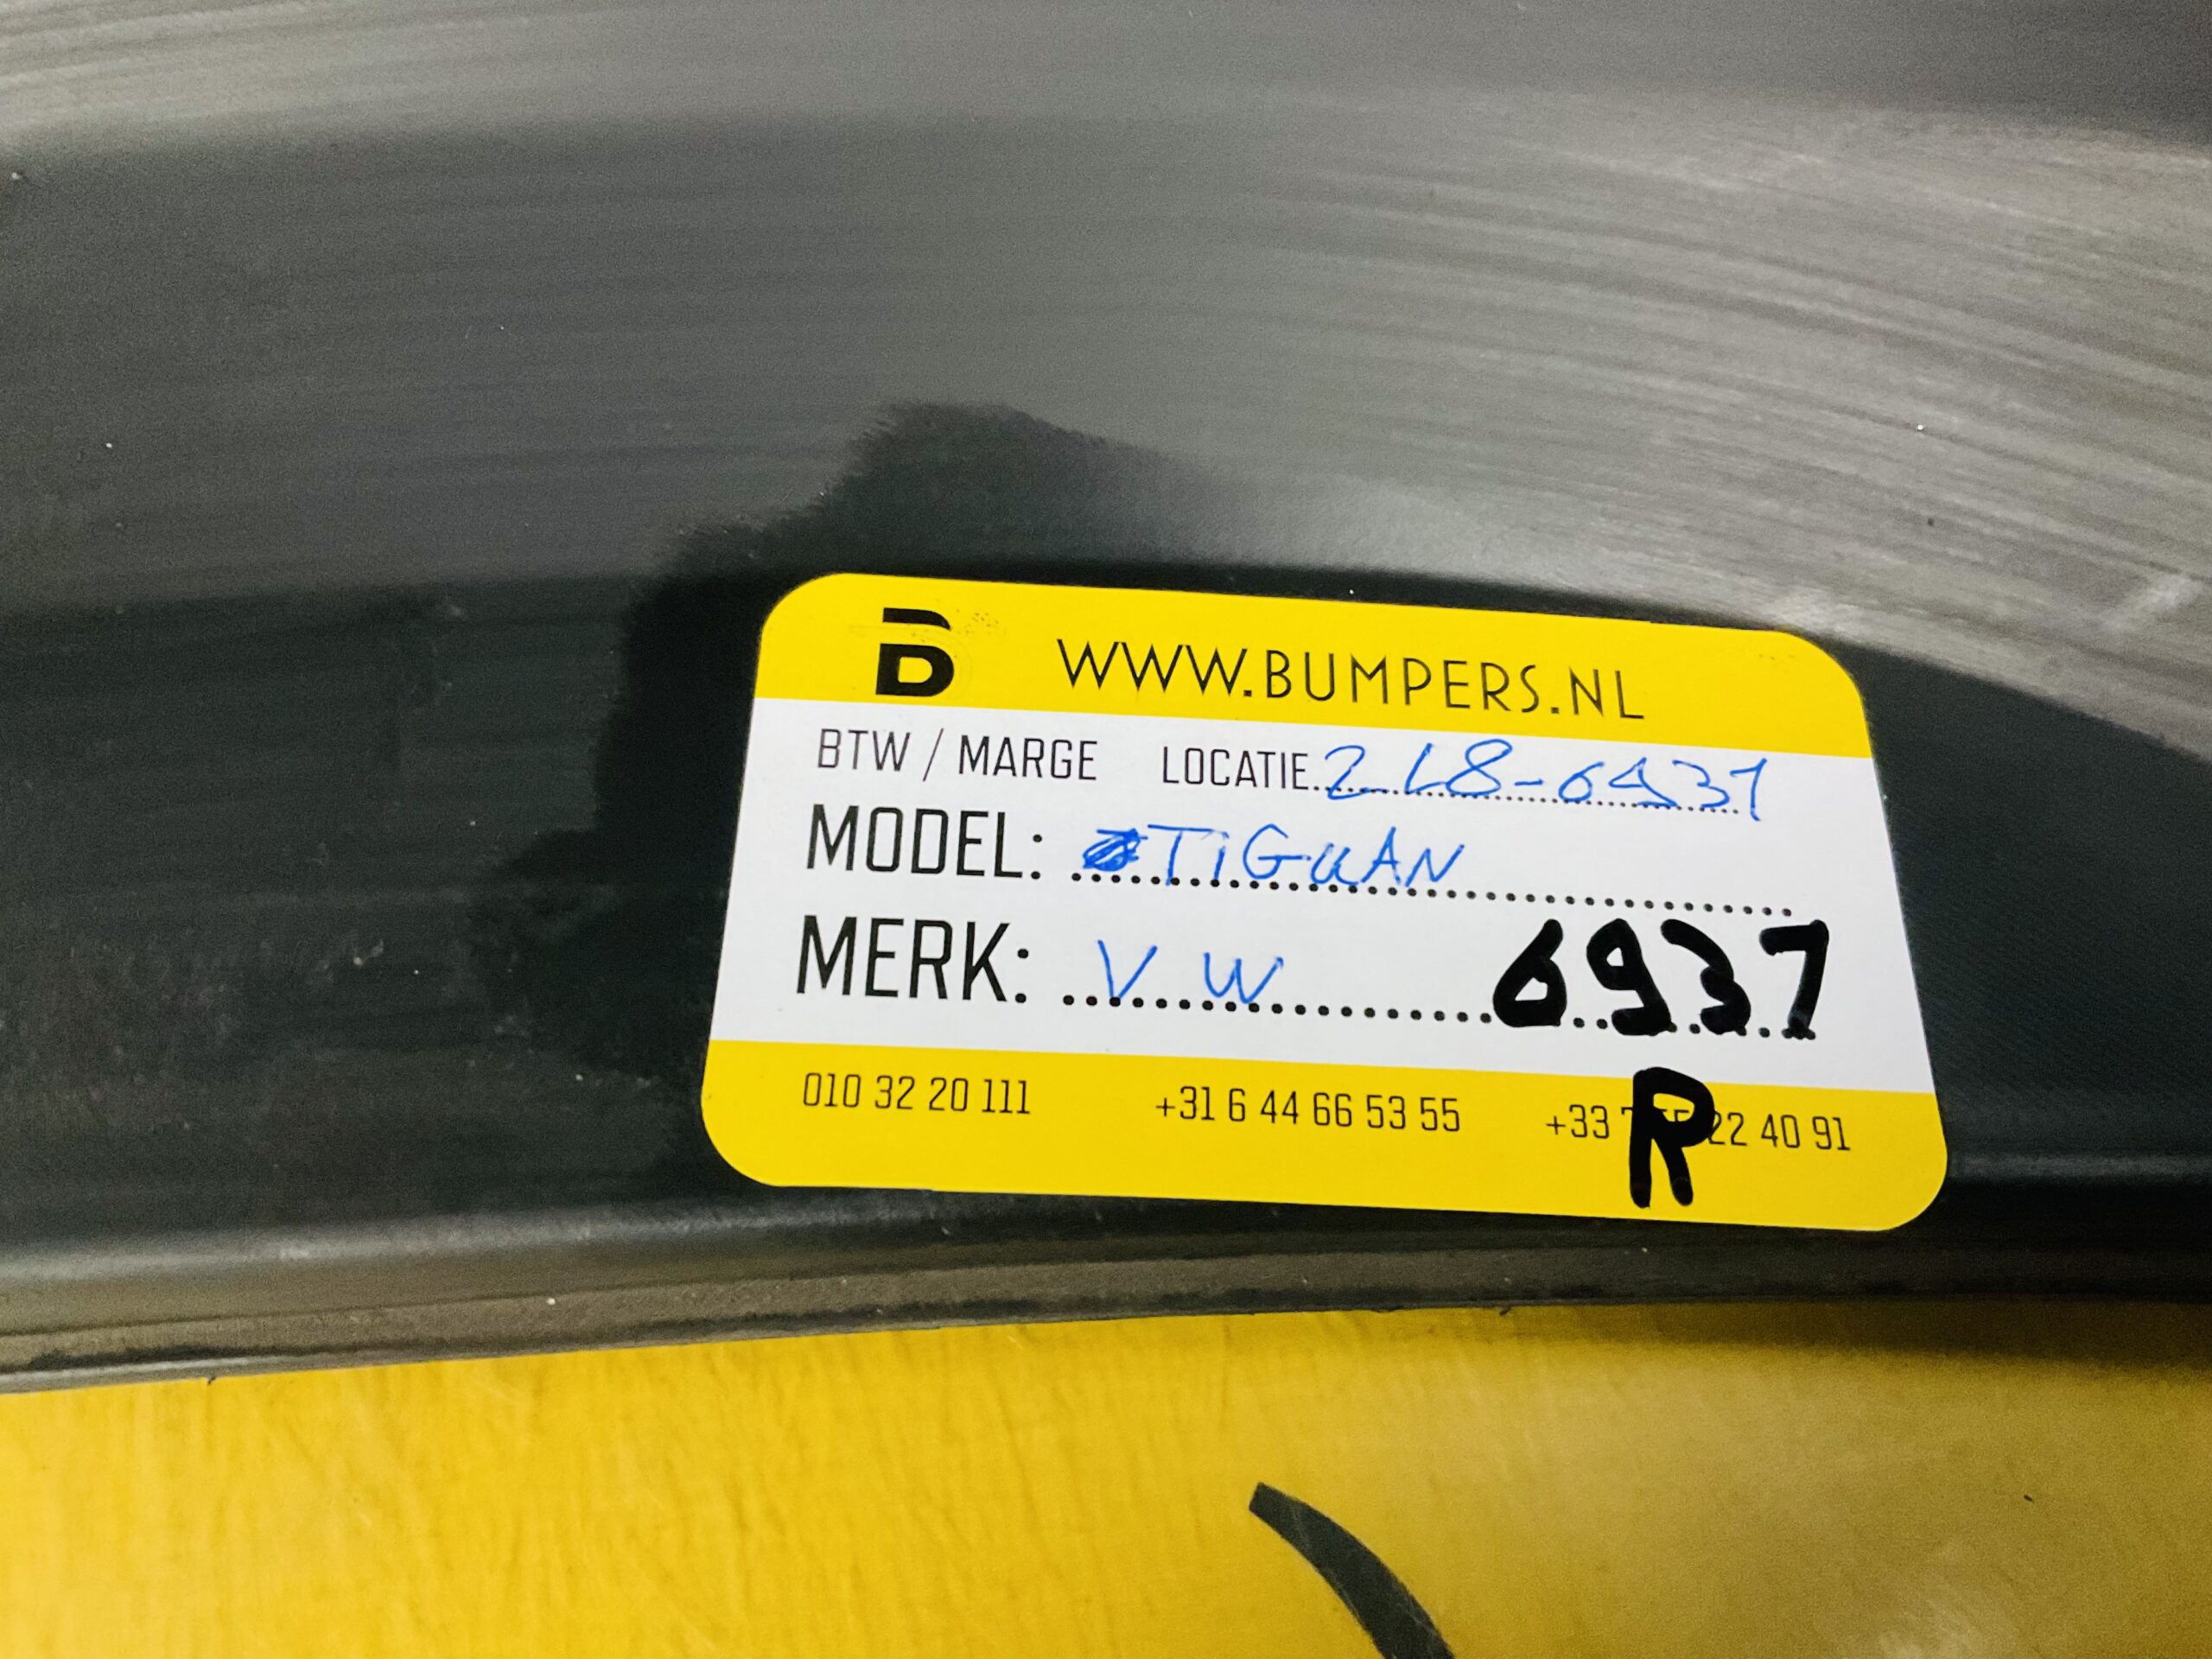 B WWW.BUMPERS.NL
BTW / MARGE LOCATIE. 2L8-6937
MODEL: TIGUAN
MERK: VW 6937
010 32 20 111 +31 6 44 66 53 55 +33 22 40 91
R